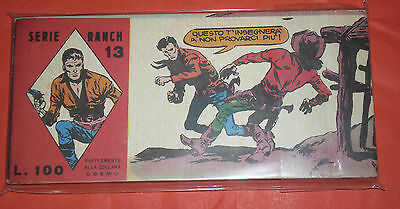 SERIE RANCH
13
L. 100
SUPPLEMENTO
ALLA COLLANA
COSMO
QUESTO T'INSEGNERÀ
A NON PROVARCI PIÙ!